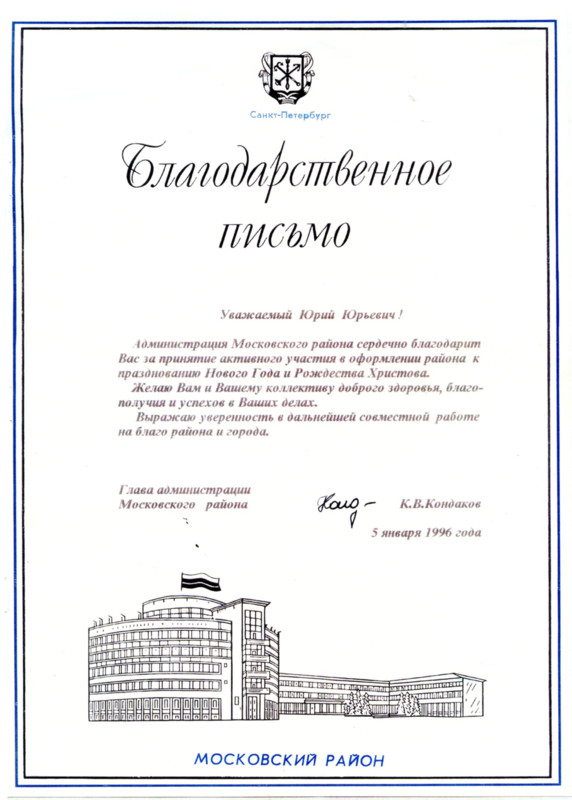 Санкт-Петербург
Благодарственное
письмо
Уважаемый Юрий Юрьевич!
Администрация Московского района сердечно благодарит
Вас за принятие активного участия в оформлении района к
празднованию Нового Года и Рождества Христова.
Желаю Вам и Вашему коллективу доброго здоровья, благо-
получия и успехов в Ваших делах.
Выражаю уверенность в дальнейшей совместной работе
на благо района и города.
Глава администрации
Московского района К.В.Кондаков
5 января 1996 года
МОСКОВСКИЙ РАЙОН